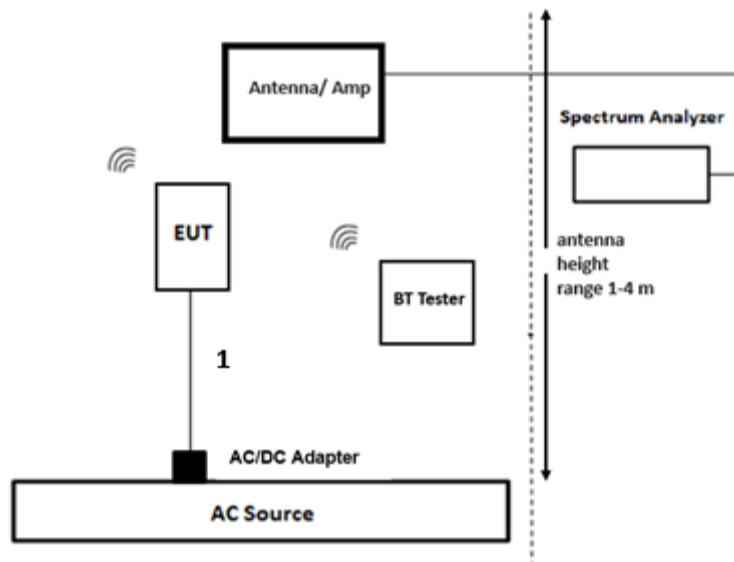 Antenna/ Amp
Spectrum Analyzer
EUT
antenna
height
range 1-4 m
BT Tester
1
AC/DC Adapter
AC Source